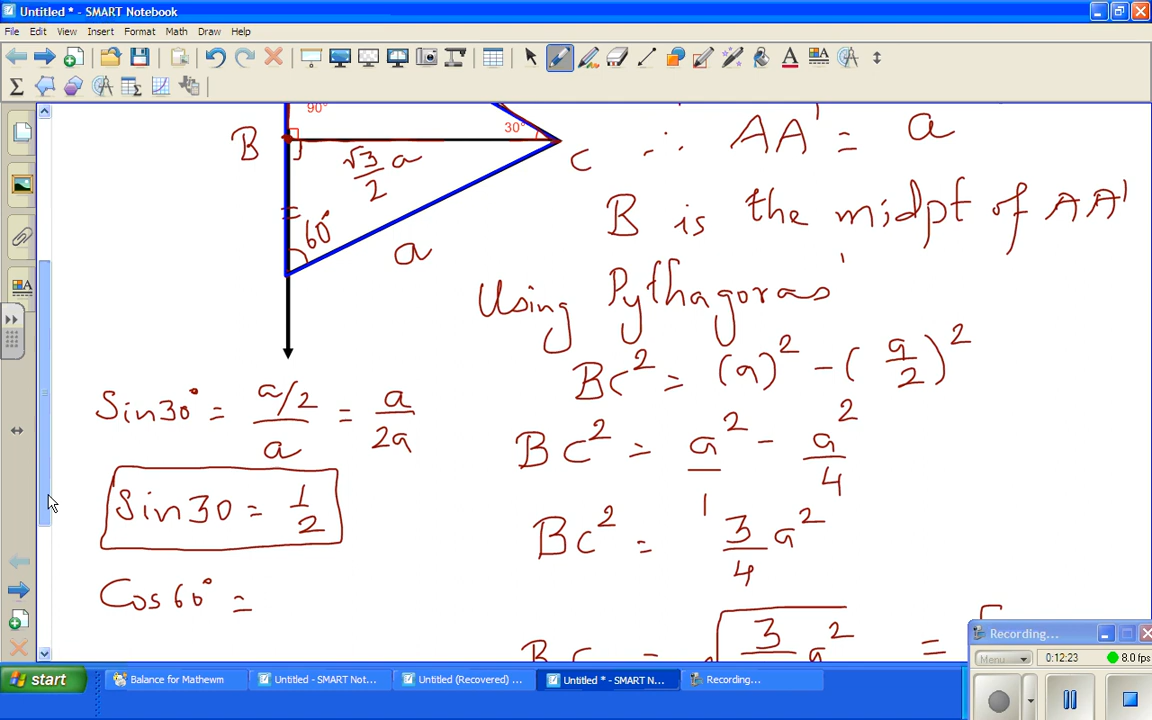 Untitled * - SMART Notebook
File Edit View Insert Format Math Draw Help
90°
30°
B
C
√3/2 a
60°
a
∴ AA' = a
B is the midpt of AA'
Using Pythagoras'
BC² = (a)² - (a/2)²
BC² = a²/1 - a²/4
BC² = 3/4 a²
BC = √3 a² = √
Sin30° = a/2 / a = a/2a
Sin30 = 1/2
Cos60° =
Recording...
Menu
0:12:23
8.0 fps
start
Balance for Mathewm
Untitled - SMART Not...
Untitled (Recovered) ...
Untitled * - SMART N...
Recording...